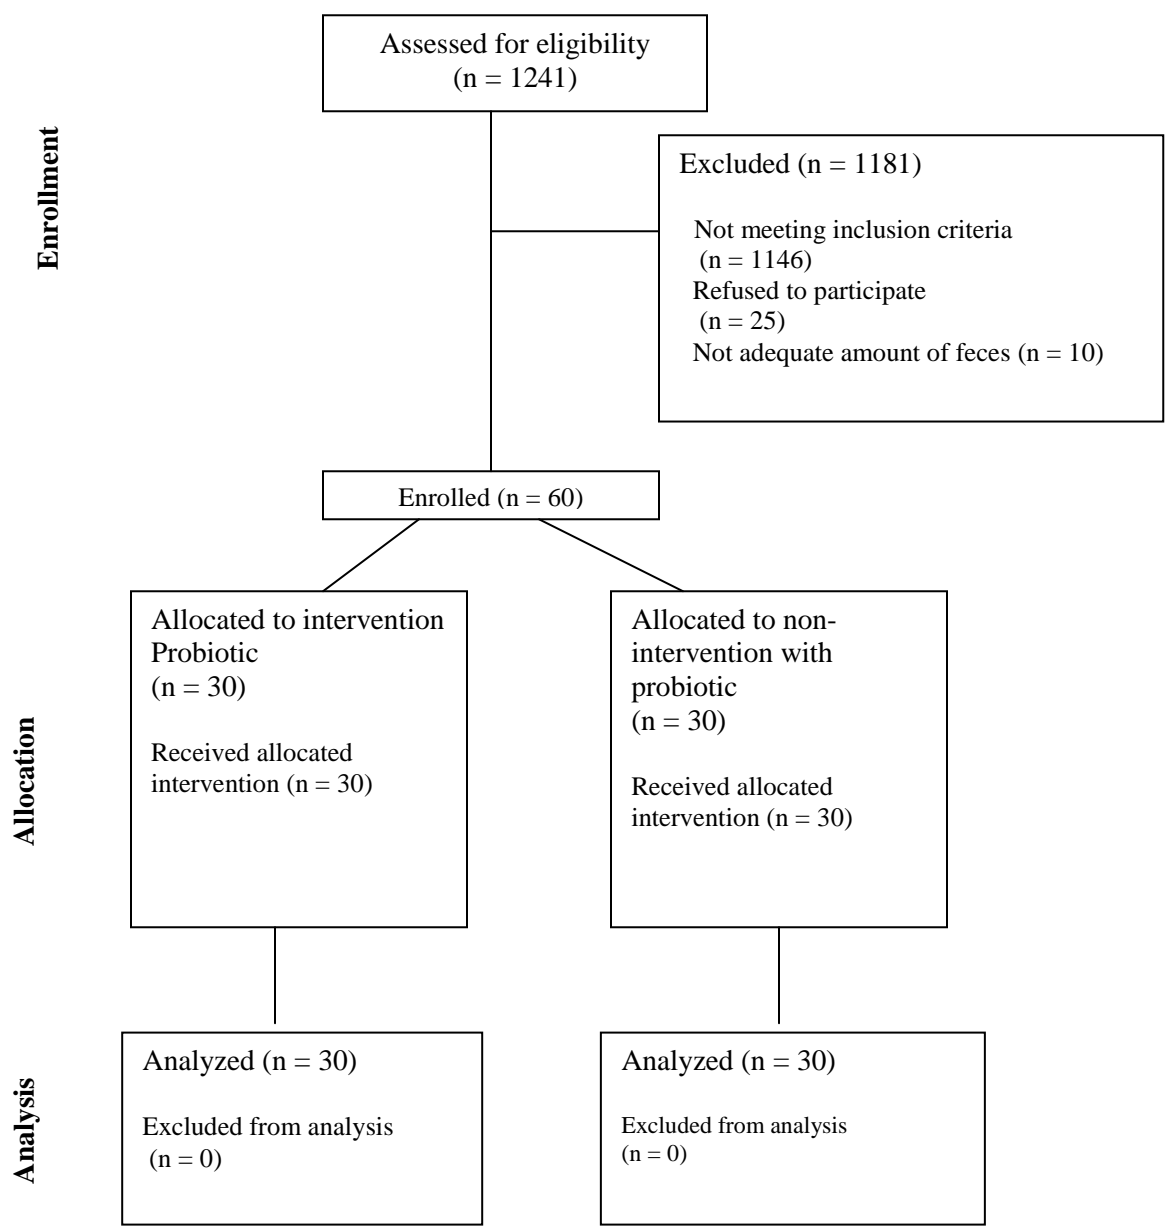 Assessed for eligibility
(n = 1241)
Enrollment
Excluded (n = 1181)
Not meeting inclusion criteria
(n = 1146)
Refused to participate
(n = 25)
Not adequate amount of feces (n = 10)
Enrolled (n = 60)
Allocation
Allocated to intervention
Probiotic
(n = 30)
Received allocated
intervention (n = 30)
Allocated to non-
intervention with
probiotic
(n = 30)
Received allocated
intervention (n = 30)
Analysis
Analyzed (n = 30)
Excluded from analysis
(n = 0)
Analyzed (n = 30)
Excluded from analysis
(n = 0)